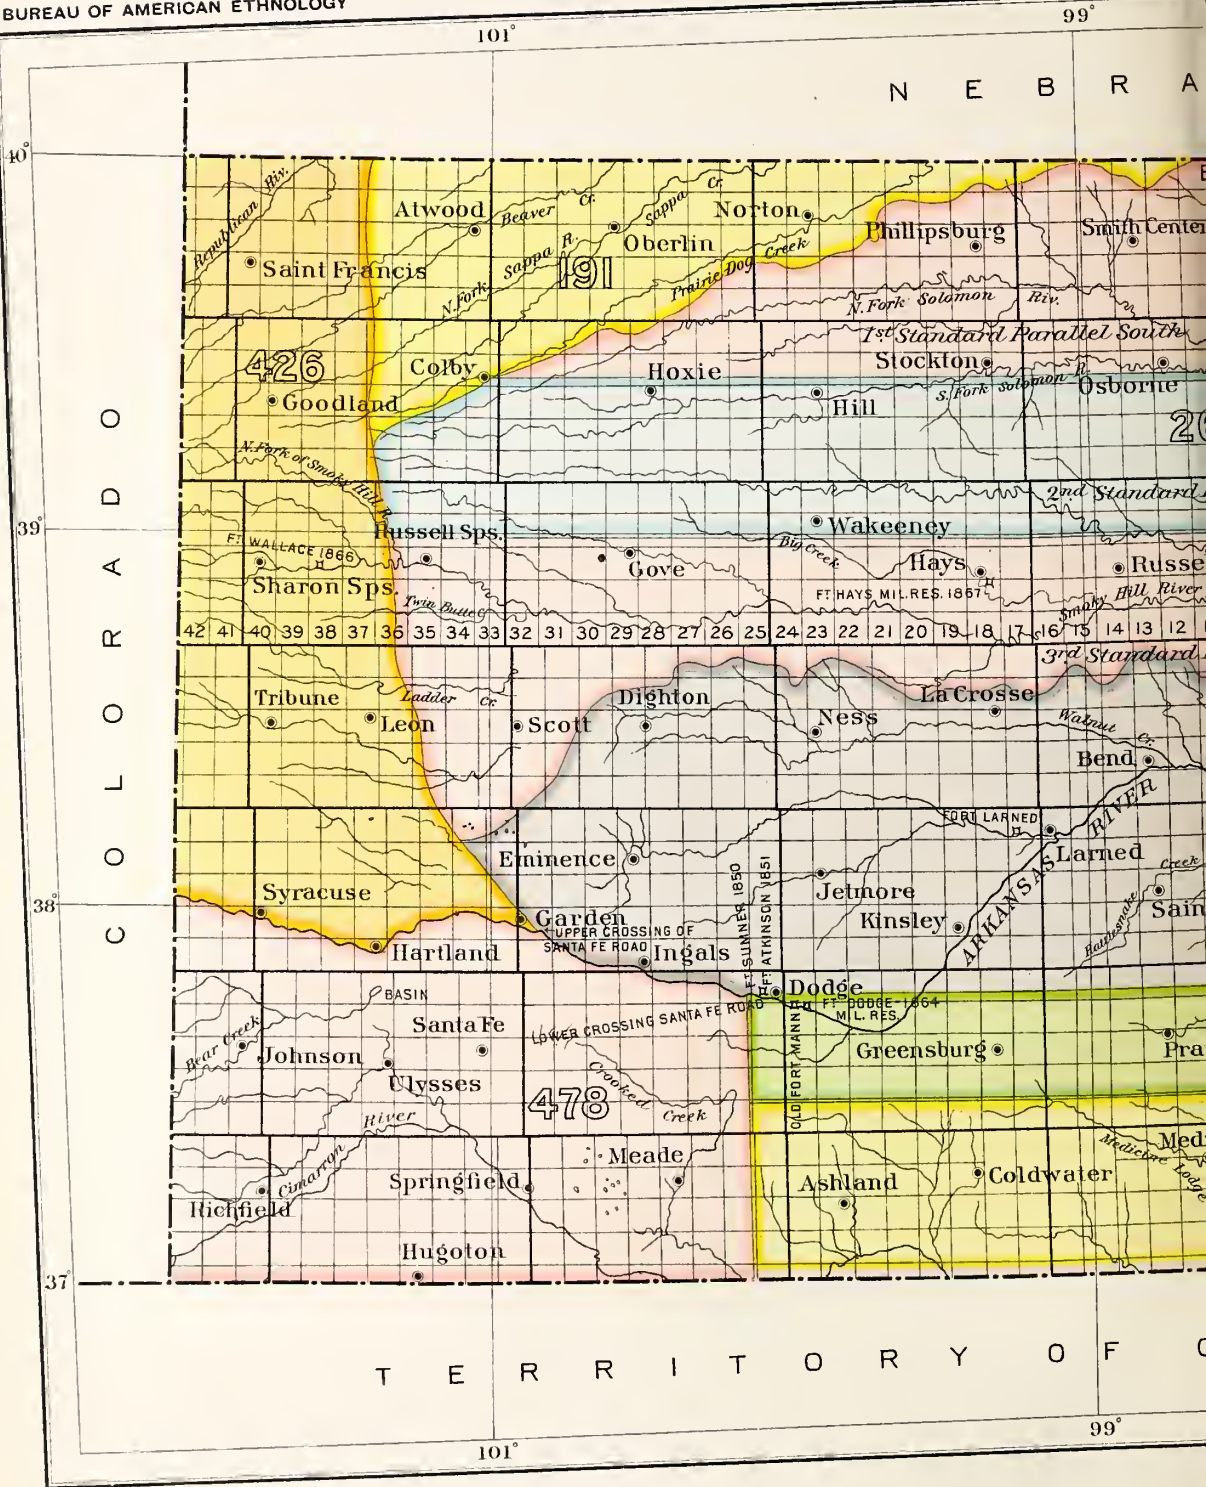 BUREAU OF AMERICAN ETHNOLOGY
101°
99°
N E B R A
40°
Republican Riv.
Atwood
Beaver Cr.
Sappa Cr.
Norton
Phillipsburg
Smith Center
Oberlin
Saint Francis
N. Fork Sappa R.
191
Prairie Dog Creek
N. Fork Solomon Riv.
1st Standard Parallel South
426
Colby
Hoxie
Stockton
S. Fork Solomon R.
Osborne
Goodland
Hill
26
COLORADO
N. Fork of Smoky Hill R.
2nd Standard
39°
Russell Sps.
Wakeeney
FT. WALLACE 1866
Big Creek
Hays
Russe
Gove
Sharon Sps.
Twin Buttes
FT. HAYS MIL. RES. 1867
Smoky Hill River
42 41 40 39 38 37 36 35 34 33 32 31 30 29 28 27 26 25 24 23 22 21 20 19 18 17 16 15 14 13 12
3rd Standard
Tribune
Ladder Cr.
Dighton
La Crosse
Leon
Scott
Ness
Walnut Cr.
Bend
FORT LARNED
ARKANSAS RIVER
Eminence
Larned
Syracuse
Jetmore
Creek
38°
Garden
Kinsley
Rattlesnake
Sain
UPPER CROSSING OF
SANTA FE ROAD
Hartland
Ingals
FT. SUMNER 1850
FT. ATKINSON 1851
Dodge
BASIN
FT. DODGE-1864
MIL. RES.
LOWER CROSSING SANTA FE ROAD
Santa Fe
Bear Creek
Johnson
Greensburg
Pra
Ulysses
478
Crooked Creek
OLD FORT MANN
River
Cimarron
Meade
Medicine Lodge
Med
Springfield
Ashland
Coldwater
Richfield
Hugoton
37°
TERRITORY OF
101°
99°